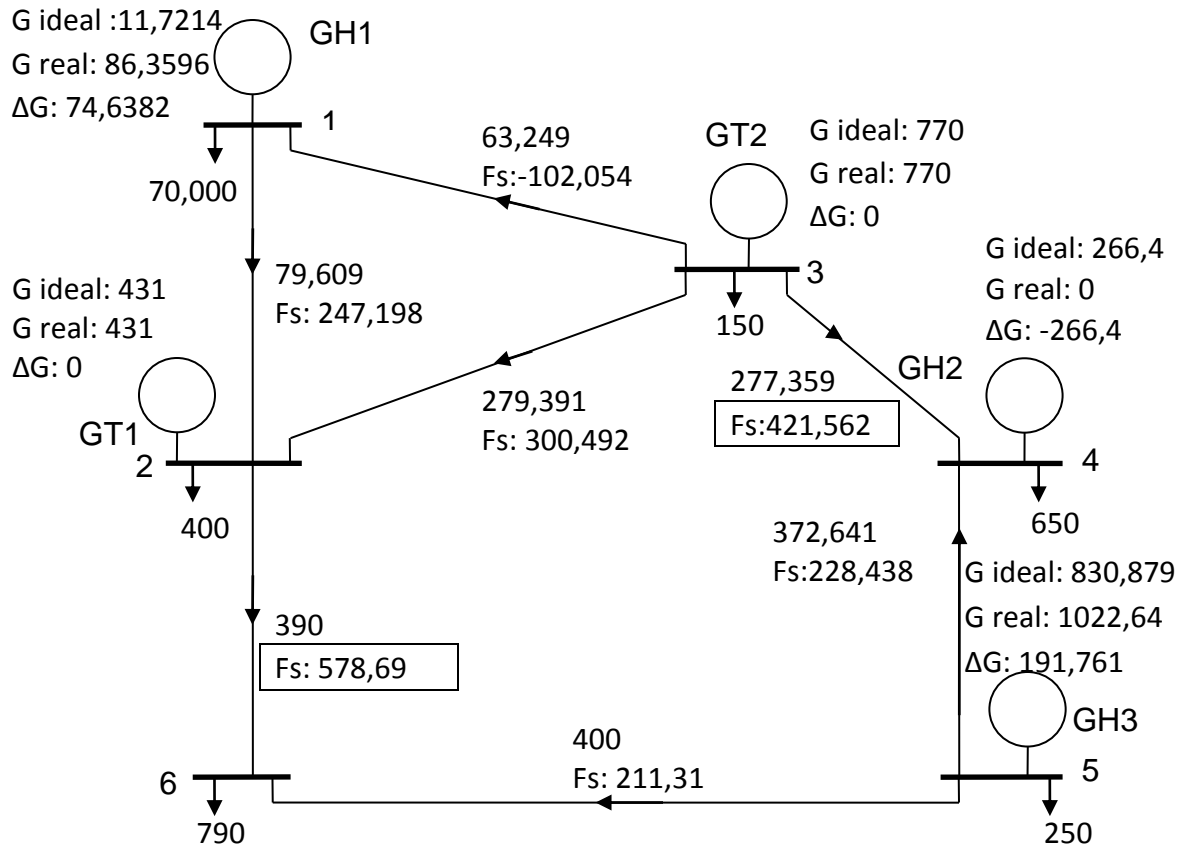 G ideal :11,7214
G real: 86,3596
ΔG: 74,6382
GH1
1
70,000
63,249
Fs:-102,054
GT2
G ideal: 770
G real: 770
ΔG: 0
3
150
79,609
Fs: 247,198
G ideal: 431
G real: 431
ΔG: 0
GT1
2
400
279,391
Fs: 300,492
277,359
Fs:421,562
G ideal: 266,4
G real: 0
ΔG: -266,4
GH2
4
650
372,641
Fs:228,438
G ideal: 830,879
G real: 1022,64
ΔG: 191,761
GH3
5
250
390
Fs: 578,69
400
Fs: 211,31
6
790